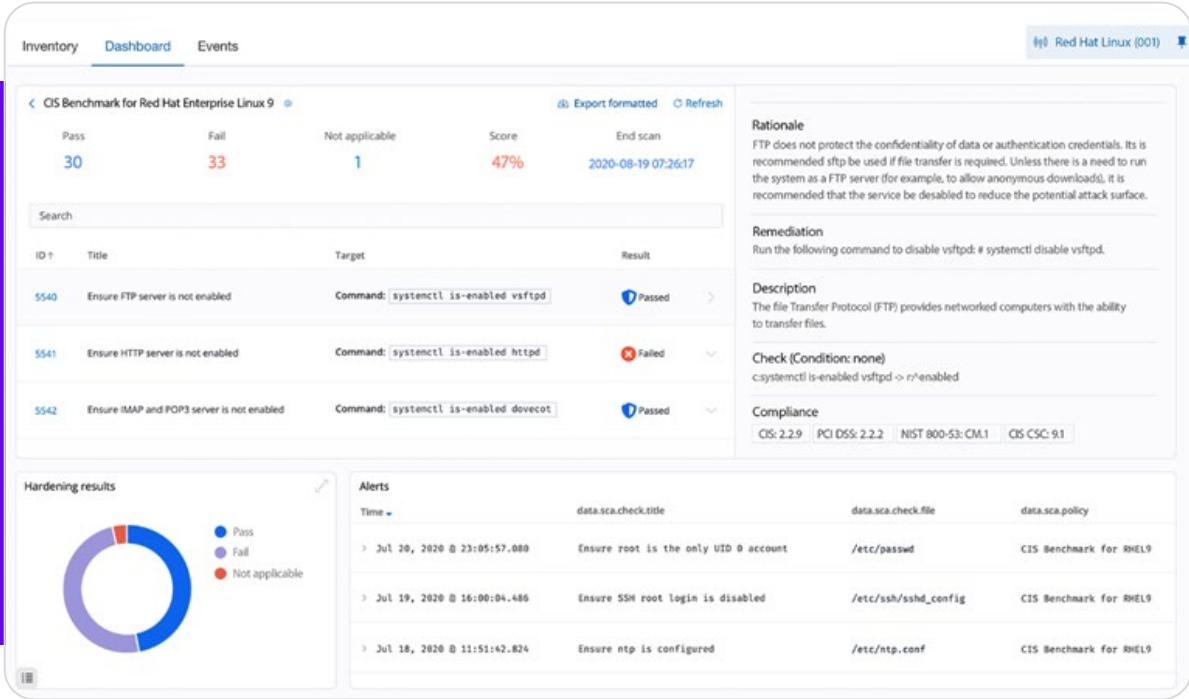 Inventory Dashboard Events
Red Hat Linux (001)
CIS Benchmark for Red Hat Enterprise Linux 9
Export formatted Refresh
Pass Fail Not applicable Score End scan
30 33 1 47% 2020-08-19 07:26:17
Search
ID↑ Title Target Result
5540 Ensure FTP server is not enabled Command: systemctl is-enabled vsftpd Passed
5541 Ensure HTTP server is not enabled Command: systemctl is-enabled httpd Failed
5542 Ensure IMAP and POP3 server is not enabled Command: systemctl is-enabled dovecot Passed
Rationale
FTP does not protect the confidentiality of data or authentication credentials. Its is
recommended sftp be used if file transfer is required. Unless there is a need to run
the system as a FTP server (for example, to allow anonymous downloads), it is
recommended that the service be desabled to reduce the potential attack surface.
Remediation
Run the following command to disable vsftpd: # systemctl disable vsftpd.
Description
The file Transfer Protocol (FTP) provides networked computers with the ability
to transfer files.
Check (Condition: none)
c:systemctl is-enabled vsftpd -> r:^enabled
Compliance
CIS: 2.2.9 PCI DSS: 2.2.2 NIST 800-53: CM.1 CIS CSC: 9.1
Hardening results
Pass
Fail
Not applicable
Alerts
Time data.sca.check.title data.sca.check.file data.sca.policy
Jul 20, 2020 @ 23:05:57.080 Ensure root is the only UID 0 account /etc/passwd CIS Benchmark for RHEL9
Jul 19, 2020 @ 16:00:04.486 Ensure SSH root login is disabled /etc/ssh/sshd_config CIS Benchmark for RHEL9
Jul 18, 2020 @ 11:51:42.824 Ensure ntp is configured /etc/ntp.conf CIS Benchmark for RHEL9